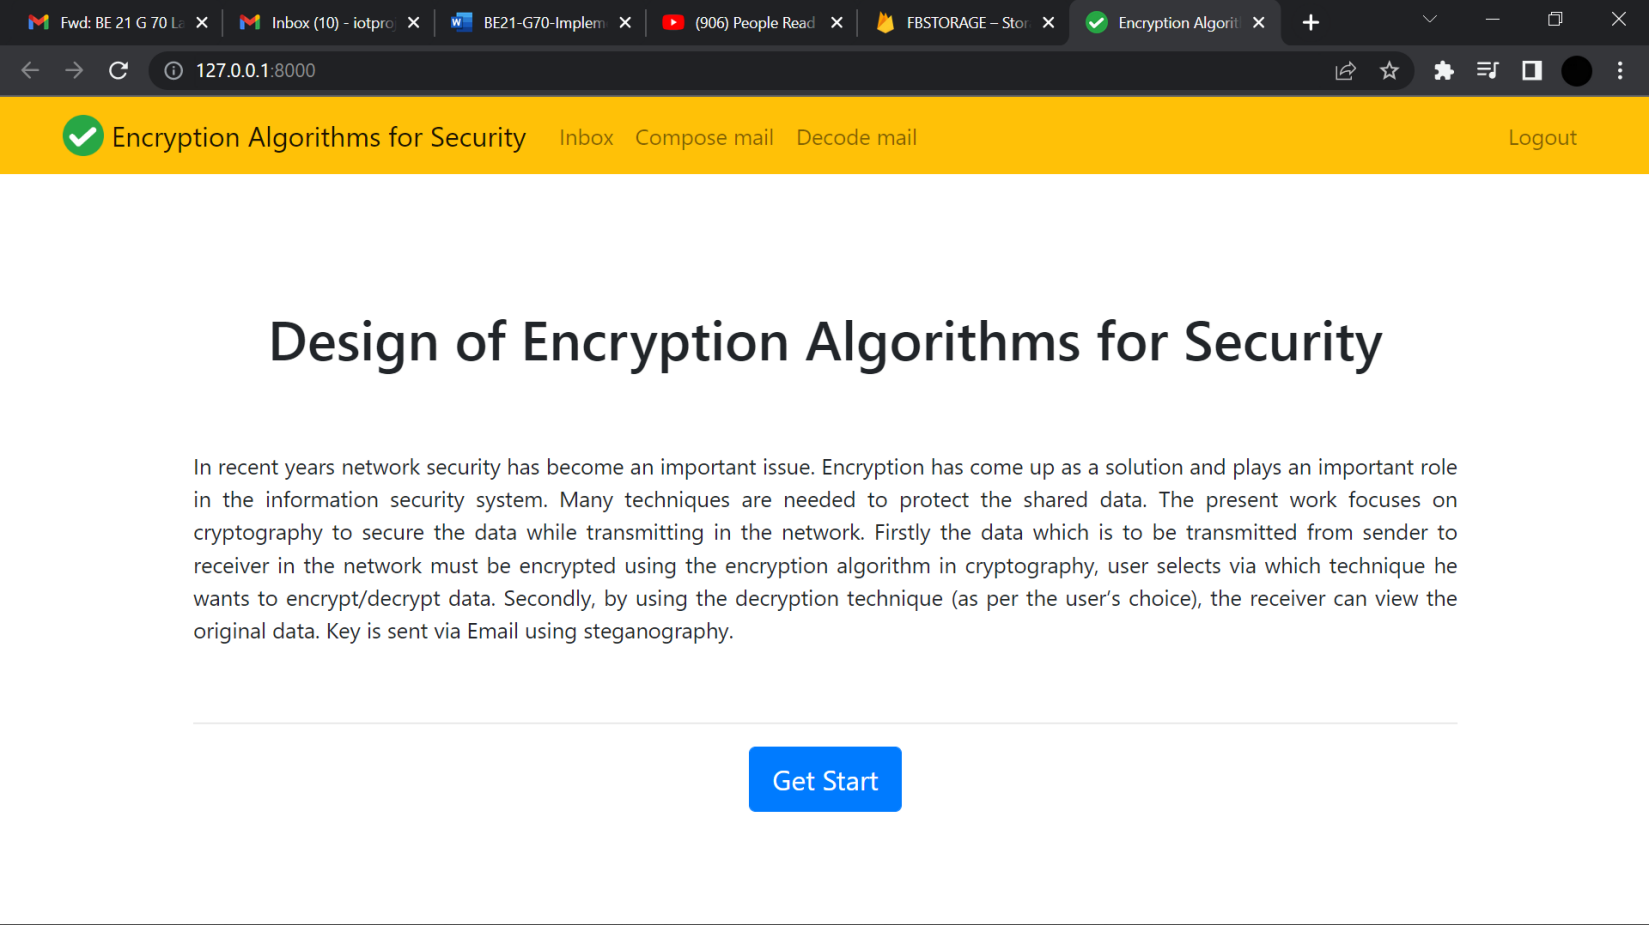 Fwd: BE 21 G 70 La
Inbox (10) - iotproj
BE21-G70-Implem
(906) People Read
FBSTORAGE – Stor
Encryption Algorit
127.0.0.1:8000
Encryption Algorithms for Security Inbox Compose mail Decode mail Logout
Design of Encryption Algorithms for Security
In recent years network security has become an important issue. Encryption has come up as a solution and plays an important role
in the information security system. Many techniques are needed to protect the shared data. The present work focuses on
cryptography to secure the data while transmitting in the network. Firstly the data which is to be transmitted from sender to
receiver in the network must be encrypted using the encryption algorithm in cryptography, user selects via which technique he
wants to encrypt/decrypt data. Secondly, by using the decryption technique (as per the user’s choice), the receiver can view the
original data. Key is sent via Email using steganography.
Get Start